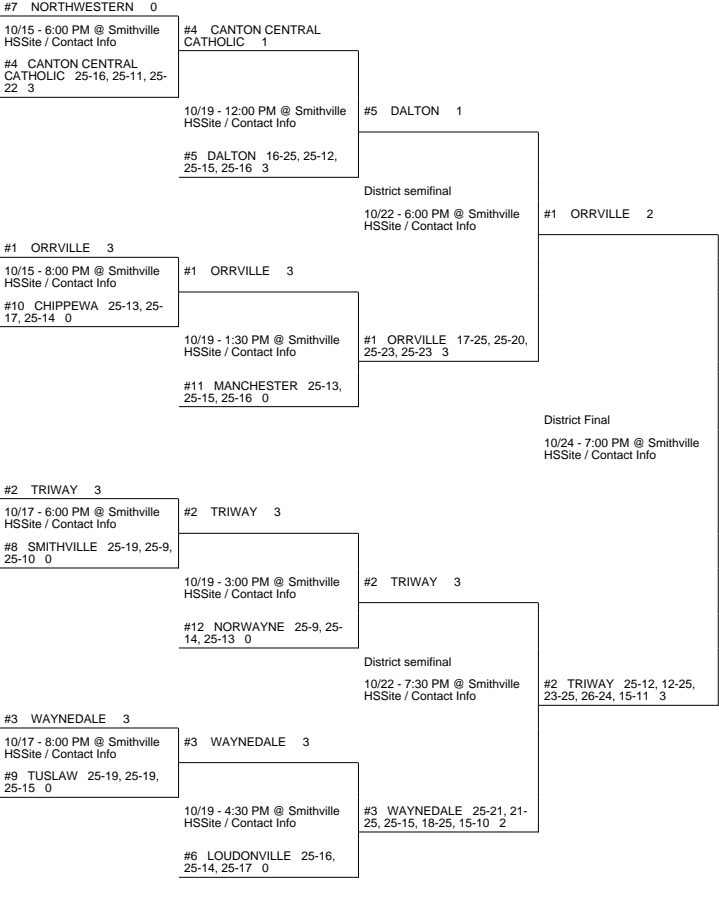 #7 NORTHWESTERN 0
10/15 - 6:00 PM @ Smithville
HSSite / Contact Info
#4 CANTON CENTRAL
CATHOLIC 25-16, 25-11, 25-
22 3
#4 CANTON CENTRAL
CATHOLIC 1
10/19 - 12:00 PM @ Smithville
HSSite / Contact Info
#5 DALTON 16-25, 25-12,
25-15, 25-16 3
#5 DALTON 1
District semifinal
10/22 - 6:00 PM @ Smithville
HSSite / Contact Info
#1 ORRVILLE 2
#1 ORRVILLE 3
10/15 - 8:00 PM @ Smithville
HSSite / Contact Info
#10 CHIPPEWA 25-13, 25-
17, 25-14 0
#1 ORRVILLE 3
10/19 - 1:30 PM @ Smithville
HSSite / Contact Info
#11 MANCHESTER 25-13,
25-15, 25-16 0
#1 ORRVILLE 17-25, 25-20,
25-23, 25-23 3
District Final
10/24 - 7:00 PM @ Smithville
HSSite / Contact Info
#2 TRIWAY 3
10/17 - 6:00 PM @ Smithville
HSSite / Contact Info
#8 SMITHVILLE 25-19, 25-9,
25-10 0
#2 TRIWAY 3
10/19 - 3:00 PM @ Smithville
HSSite / Contact Info
#12 NORWAYNE 25-9, 25-
14, 25-13 0
#2 TRIWAY 3
District semifinal
10/22 - 7:30 PM @ Smithville
HSSite / Contact Info
#2 TRIWAY 25-12, 12-25,
23-25, 26-24, 15-11 3
#3 WAYNEDALE 3
10/17 - 8:00 PM @ Smithville
HSSite / Contact Info
#9 TUSLAW 25-19, 25-19,
25-15 0
#3 WAYNEDALE 3
10/19 - 4:30 PM @ Smithville
HSSite / Contact Info
#6 LOUDONVILLE 25-16,
25-14, 25-17 0
#3 WAYNEDALE 25-21, 21-
25, 25-15, 18-25, 15-10 2